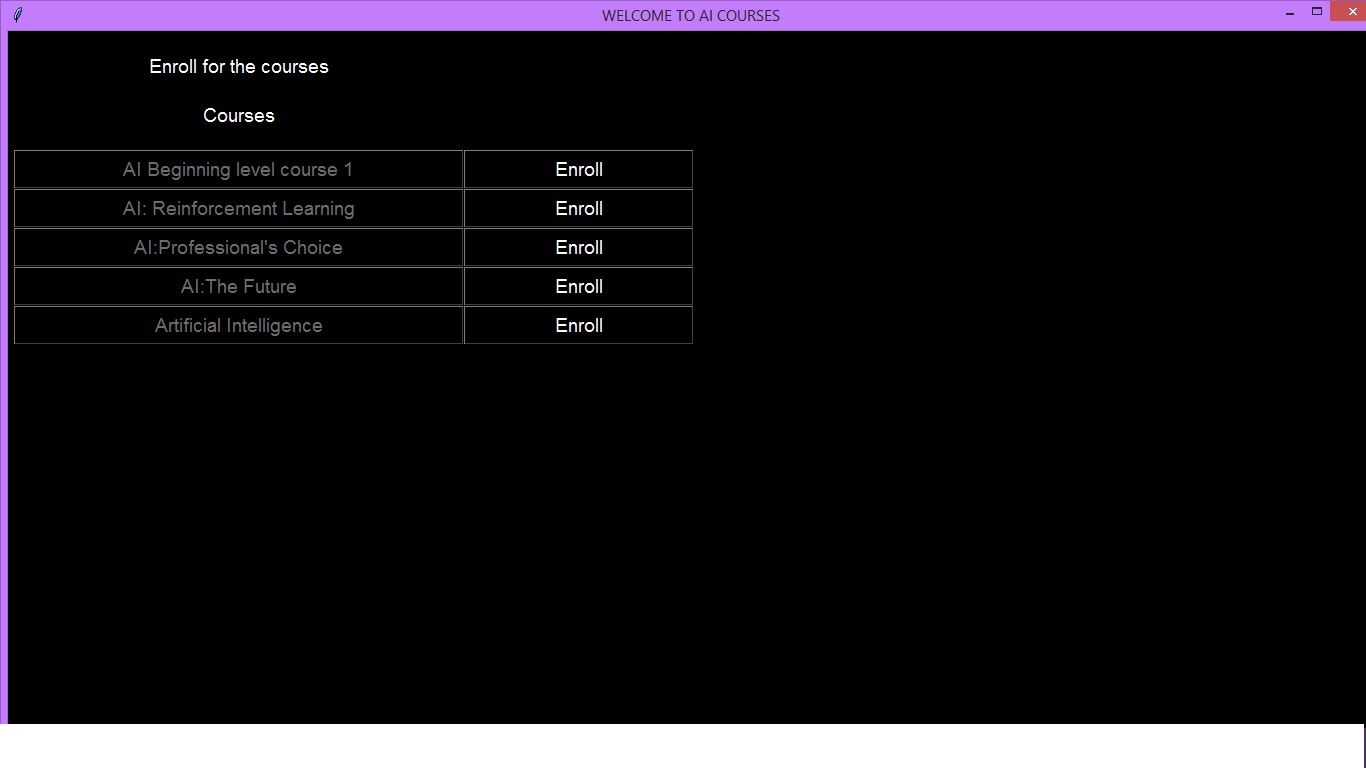 WELCOME TO AI COURSES
Enroll for the courses
Courses
AI Beginning level course 1 Enroll
AI: Reinforcement Learning Enroll
AI:Professional's Choice Enroll
AI:The Future Enroll
Artificial Intelligence Enroll